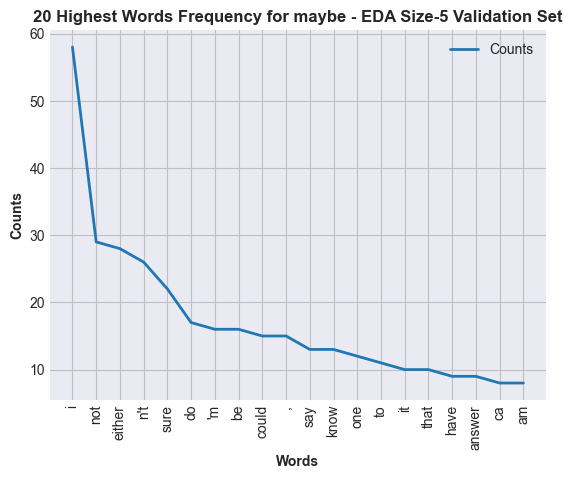 20 Highest Words Frequency for maybe - EDA Size-5 Validation Set
Counts
60
50
40
30
20
10
Counts
i
not
either
n't
sure
do
'm
be
could
,
say
know
one
to
it
that
have
answer
ca
am
Words